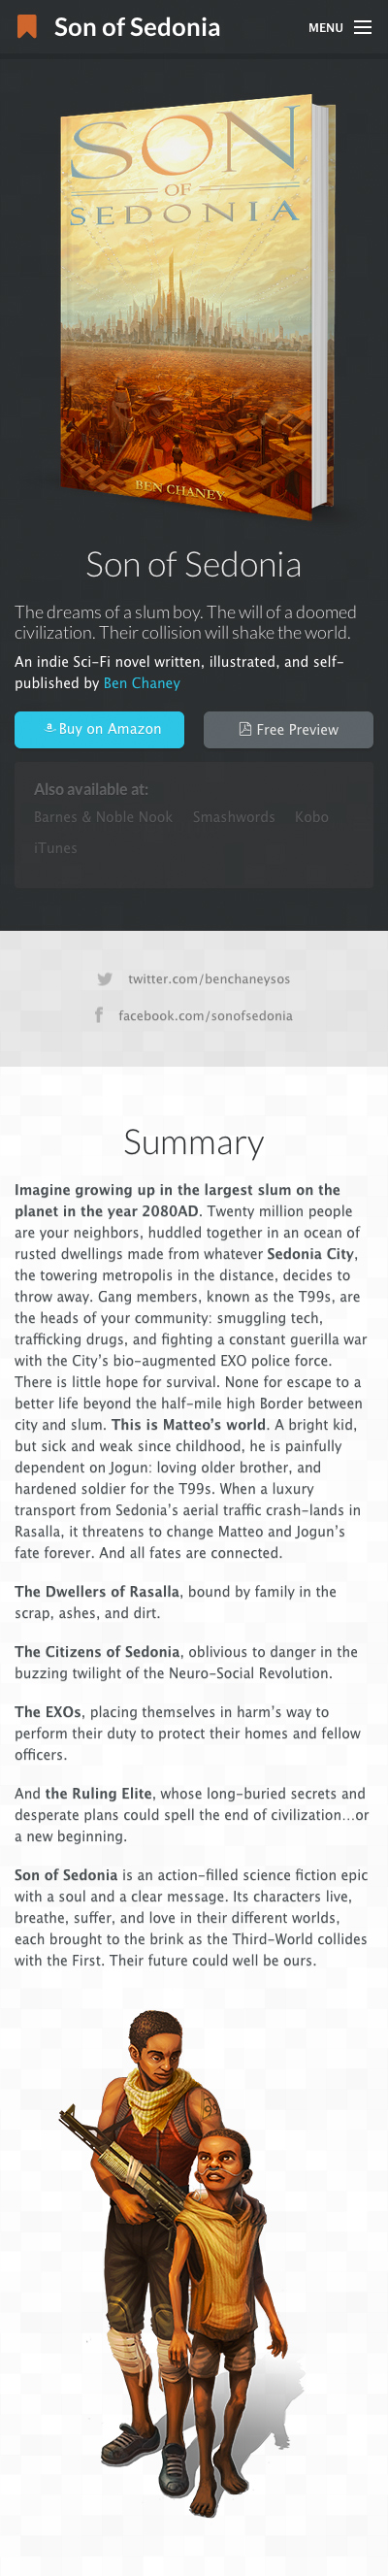 Son of Sedonia
MENU
SON
OF
SEDONIA
BEN CHANEY
Son of Sedonia
The dreams of a slum boy. The will of a doomed
civilization. Their collision will shake the world.
An indie Sci-Fi novel written, illustrated, and self-
published by Ben Chaney
Buy on Amazon
Free Preview
Also available at:
Barnes & Noble Nook Smashwords Kobo
iTunes
twitter.com/benchaneysos
facebook.com/sonofsedonia
Summary
Imagine growing up in the largest slum on the
planet in the year 2080AD. Twenty million people
are your neighbors, huddled together in an ocean of
rusted dwellings made from whatever Sedonia City,
the towering metropolis in the distance, decides to
throw away. Gang members, known as the T99s, are
the heads of your community: smuggling tech,
trafficking drugs, and fighting a constant guerilla war
with the City's bio-augmented EXO police force.
There is little hope for survival. None for escape to a
better life beyond the half-mile high Border between
city and slum. This is Matteo's world. A bright kid,
but sick and weak since childhood, he is painfully
dependent on Jogun: loving older brother, and
hardened soldier for the T99s. When a luxury
transport from Sedonia's aerial traffic crash-lands in
Rasalla, it threatens to change Matteo and Jogun's
fate forever. And all fates are connected.
The Dwellers of Rasalla, bound by family in the
scrap, ashes, and dirt.
The Citizens of Sedonia, oblivious to danger in the
buzzing twilight of the Neuro-Social Revolution.
The EXOs, placing themselves in harm's way to
perform their duty to protect their homes and fellow
officers.
And the Ruling Elite, whose long-buried secrets and
desperate plans could spell the end of civilization...or
a new beginning.
Son of Sedonia is an action-filled science fiction epic
with a soul and a clear message. Its characters live,
breathe, suffer, and love in their different worlds,
each brought to the brink as the Third-World collides
with the First. Their future could well be ours.